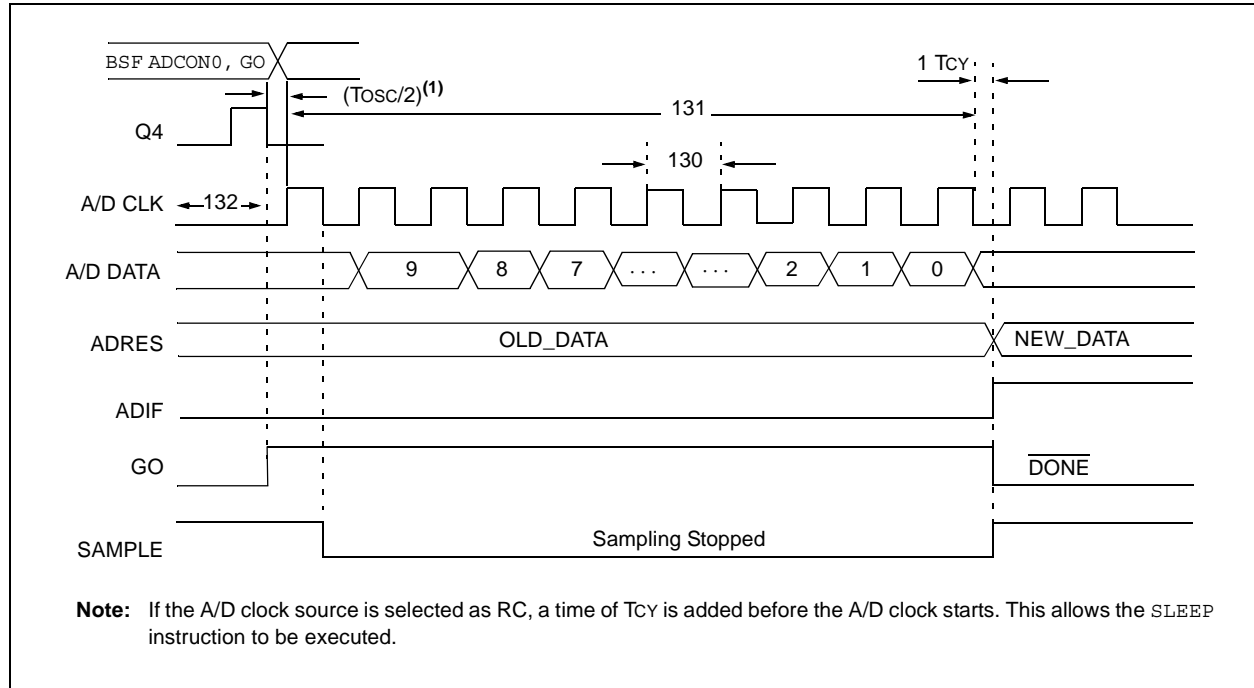 BSF ADCON0, GO
1 TCY
(TOSC/2)(1)
131
Q4
130
A/D CLK
132
A/D DATA
9 8 7 . . . . . . 2 1 0
ADRES
OLD_DATA
NEW_DATA
ADIF
GO
DONE
SAMPLE
Sampling Stopped
Note: If the A/D clock source is selected as RC, a time of TCY is added before the A/D clock starts. This allows the SLEEP
instruction to be executed.